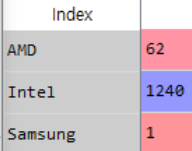 Index
AMD 62
Intel 1240
Samsung 1